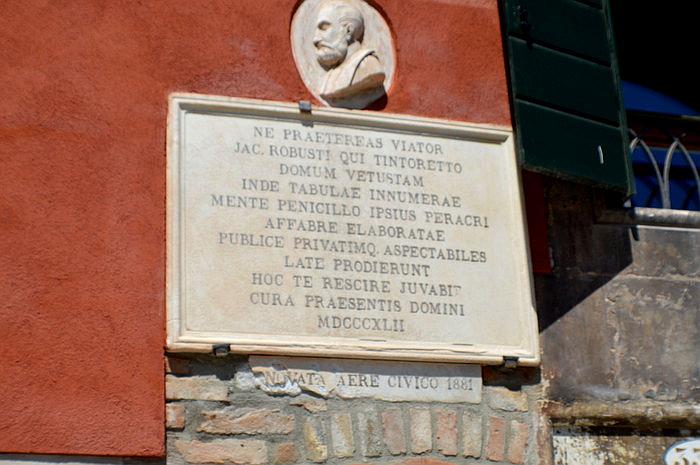 NE PRAETEREAS VIATOR
JAC. ROBUSTI QUI TINTORETTO
DOMUM VETUSTAM
INDE TABULAE INNUMERAE
MENTE PENICILLO IPSIUS PERACRI
AFFABRE ELABORATAE
PUBLICE PRIVATIMQ. ASPECTABILES
LATE PRODIERUNT
HOC TE RESCIRE JUVABIT
CURA PRAESENTIS DOMINI
MDCCCXLII
NOVATA AERE CIVICO 1881